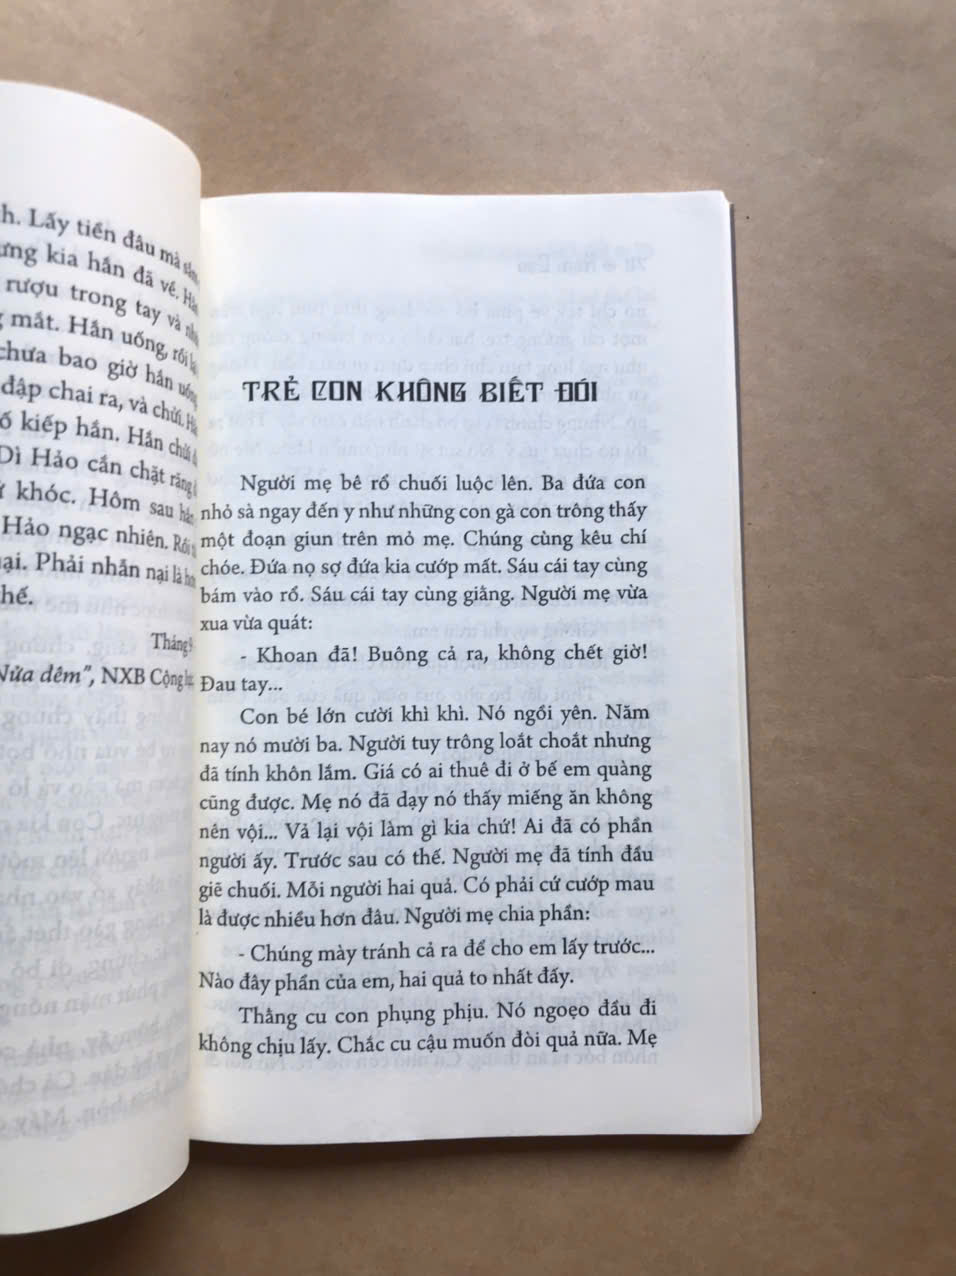 h. Lấy tiền đâu mà
ưng kia hắn đã về.
rượu trong tay và
mắt. Hắn uống, rồi
chưa bao giờ hắn uống
đập chai ra, và chửi.
ố kiếp hắn. Hắn chửi
Dì Hảo cắn chặt răng
khóc. Hôm sau
Hảo ngạc nhiên. Rồi
ại. Phải nhẫn nại là
hế.
Tháng 9
Nửa đêm", NXB Cộng
TRẺ CON KHÔNG BIẾT ĐÓI
Người mẹ bê rổ chuối luộc lên. Ba đứa con
nhỏ sà ngay đến y như những con gà con trông thấy
một đoạn giun trên mỏ mẹ. Chúng cùng kêu chí
chóe. Đứa nọ sợ đứa kia cướp mất. Sáu cái tay cùng
bám vào rổ. Sáu cái tay cùng giằng. Người mẹ vừa
xua vừa quát:
- Khoan đã! Buông cả ra, không chết giờ!
Đau tay...
Con bé lớn cười khì khì. Nó ngồi yên. Năm
nay nó mười ba. Người tuy trông loắt choắt nhưng
đã tính khôn lắm. Giá có ai thuê đi ở bế em quàng
cũng được. Mẹ nó đã dạy nó thấy miếng ăn không
nên vội... Vả lại vội làm gì kia chứ! Ai đã có phần
người ấy. Trước sau có thế. Người mẹ đã tính đầu
giẽ chuối. Mỗi người hai quả. Có phải cứ cướp mau
là được nhiều hơn đâu. Người mẹ chia phần:
- Chúng mày tránh cả ra để cho em lấy trước...
Nào đây phần của em, hai quả to nhất đấy.
Thằng cu con phụng phịu. Nó ngoẹo đầu đi
không chịu lấy. Chắc cu cậu muốn đòi quả nữa. Mẹ